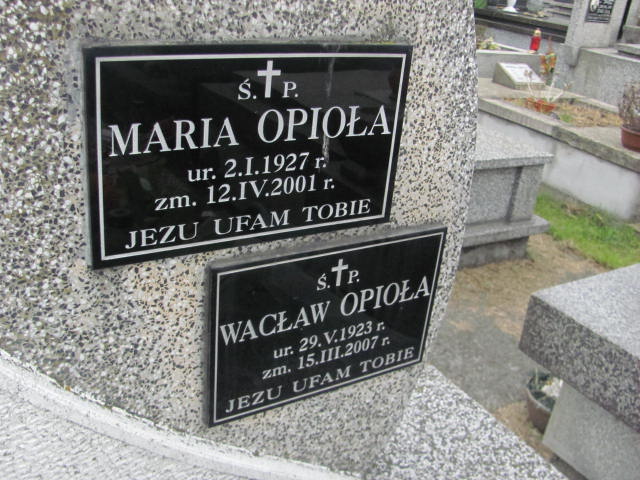 Ś. P.
MARIA OPIOŁA
ur. 2.I.1927 r.
zm. 12.IV.2001 r.
JEZU UFAM TOBIE
Ś. P.
WACŁAW OPIOŁA
ur. 29.V.1923 r.
zm. 15.III.2007 r.
JEZU UFAM TOBIE